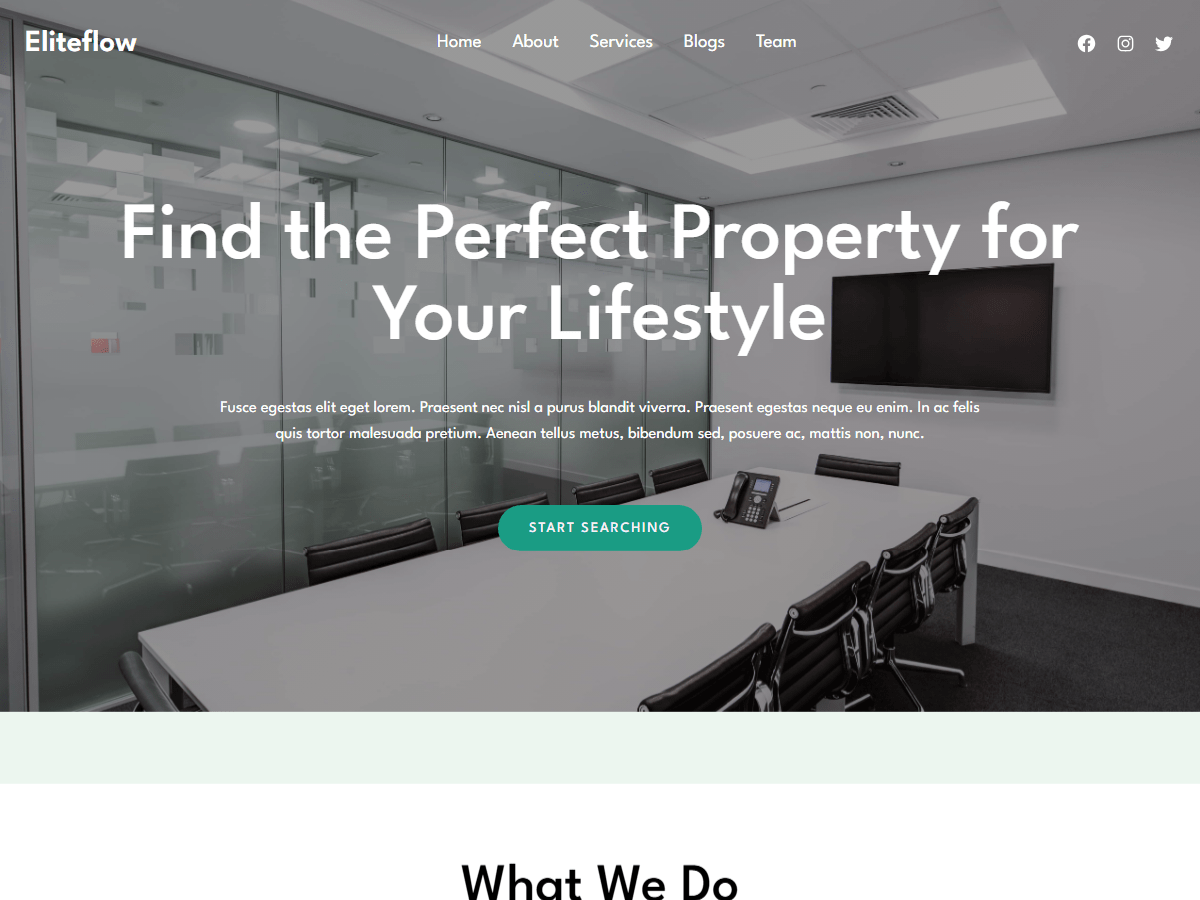 Eliteflow
Home About Services Blogs Team
Find the Perfect Property for
Your Lifestyle
Fusce egestas elit eget lorem. Praesent nec nisl a purus blandit viverra. Praesent egestas neque eu enim. In ac felis
quis tortor malesuada pretium. Aenean tellus metus, bibendum sed, posuere ac, mattis non, nunc.
START SEARCHING
What We Do